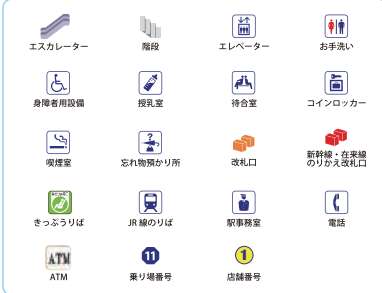 エスカレーター
階段
エレベーター
お手洗い
身障者用設備
授乳室
待合室
コインロッカー
喫煙室
忘れ物預かり所
改札口
新幹線・在来線
のりかえ改札口
きっぷうりば
JR線のりば
駅事務室
電話
ATM
11
1
ATM
乗り場番号
店舗番号